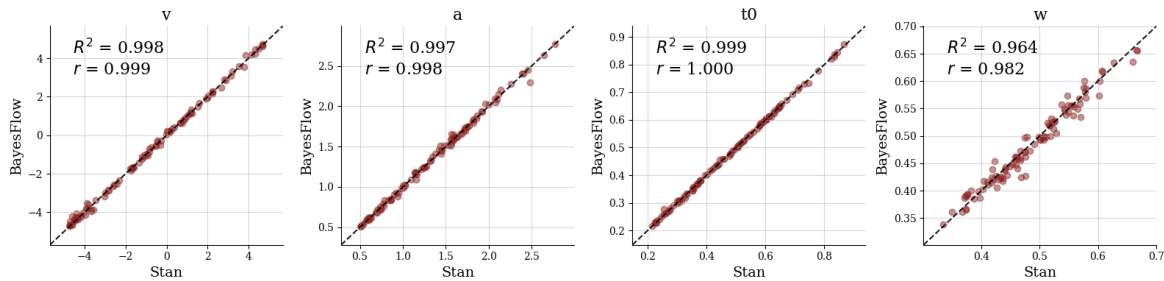 v
R² = 0.998
r = 0.999
BayesFlow
4
2
0
−2
−4
−4
−2
0
2
4
Stan
a
R² = 0.997
r = 0.998
BayesFlow
2.5
2.0
1.5
1.0
0.5
0.5
1.0
1.5
2.0
2.5
Stan
t0
R² = 0.999
r = 1.000
BayesFlow
0.9
0.8
0.7
0.6
0.5
0.4
0.3
0.2
0.2
0.4
0.6
0.8
Stan
w
R² = 0.964
r = 0.982
BayesFlow
0.70
0.65
0.60
0.55
0.50
0.45
0.40
0.35
0.4
0.5
0.6
0.7
Stan